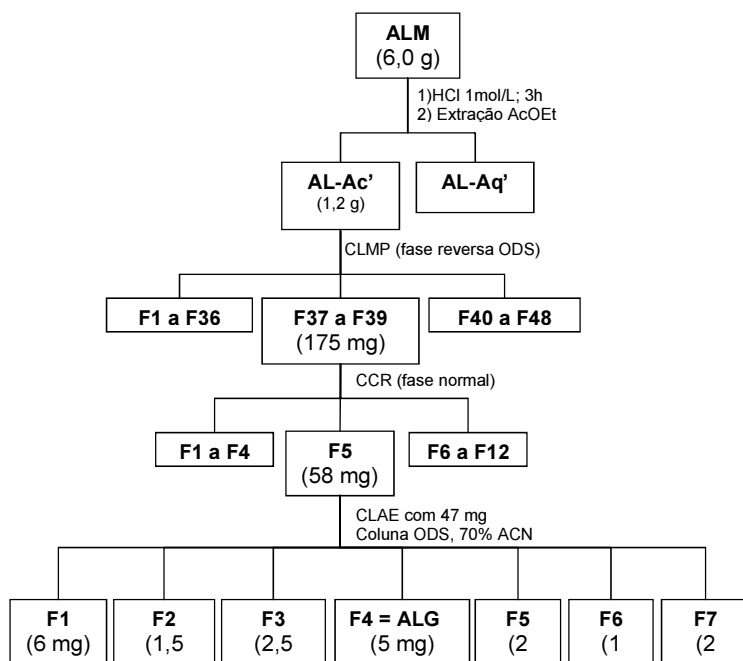 ALM
(6,0 g)
1)HCl 1mol/L; 3h
2) Extração AcOEt
AL-Ac’
(1,2 g)
AL-Aq’
CLMP (fase reversa ODS)
F1 a F36
F37 a F39
(175 mg)
F40 a F48
CCR (fase normal)
F1 a F4
F5
(58 mg)
F6 a F12
CLAE com 47 mg
Coluna ODS, 70% ACN
F1
(6 mg)
F2
(1,5
F3
(2,5
F4 = ALG
(5 mg)
F5
(2
F6
(1
F7
(2